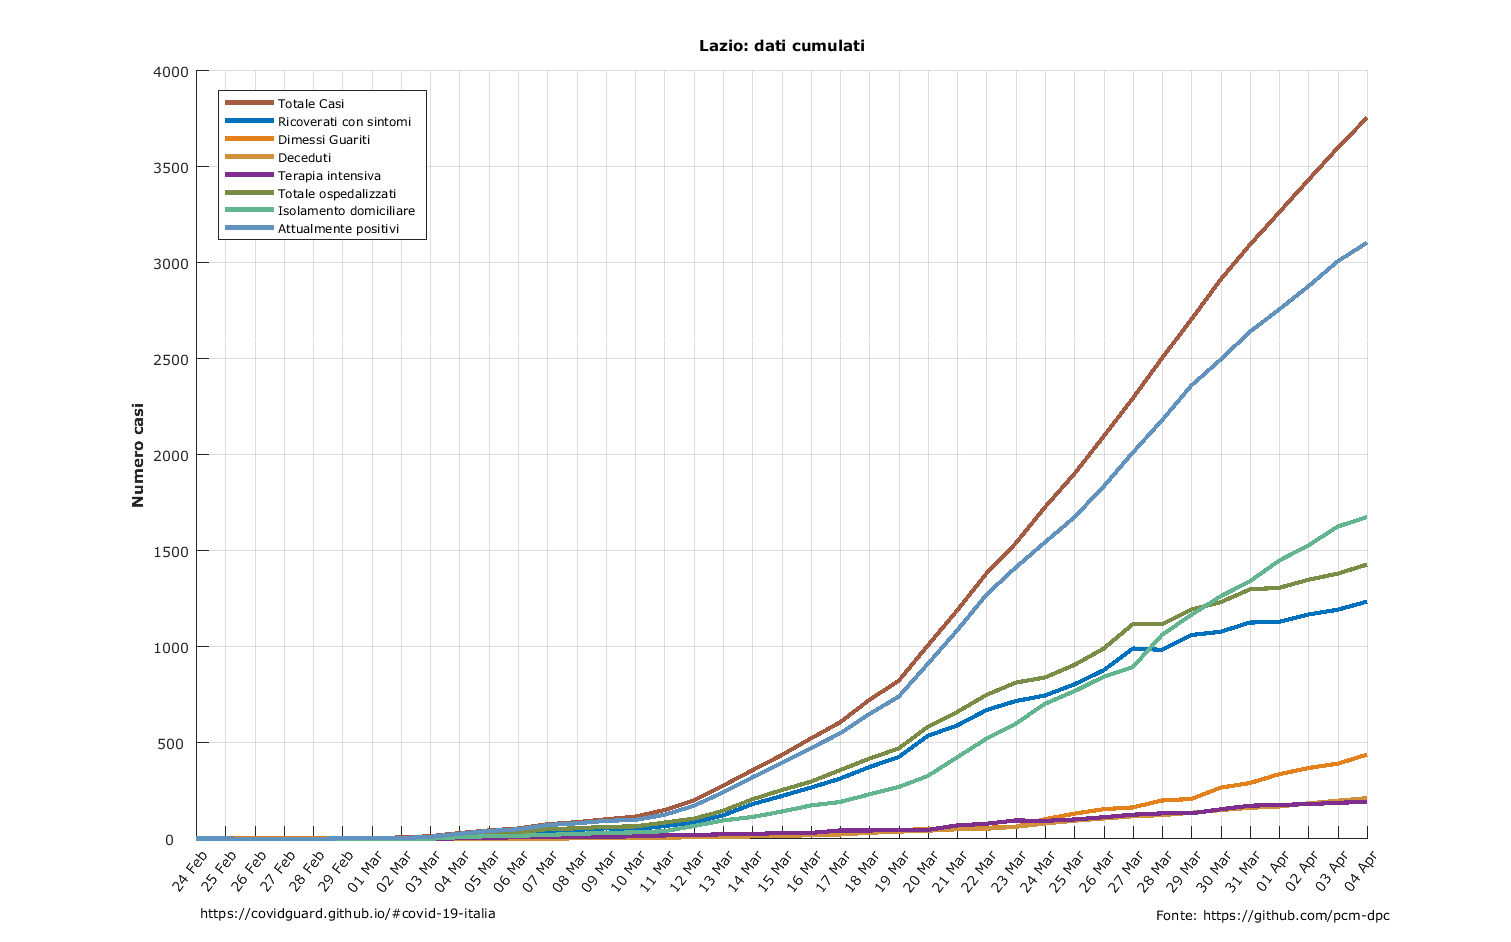 Lazio: dati cumulati
4000
3500
3000
2500
2000
1500
1000
500
0
Numero casi
Totale Casi
Ricoverati con sintomi
Dimessi Guariti
Deceduti
Terapia intensiva
Totale ospedalizzati
Isolamento domiciliare
Attualmente positivi
24 Feb
25 Feb
26 Feb
27 Feb
28 Feb
29 Feb
01 Mar
02 Mar
03 Mar
04 Mar
05 Mar
06 Mar
07 Mar
08 Mar
09 Mar
10 Mar
11 Mar
12 Mar
13 Mar
14 Mar
15 Mar
16 Mar
17 Mar
18 Mar
19 Mar
20 Mar
21 Mar
22 Mar
23 Mar
24 Mar
25 Mar
26 Mar
27 Mar
28 Mar
29 Mar
30 Mar
31 Mar
01 Apr
02 Apr
03 Apr
04 Apr
https://covidguard.github.io/#covid-19-italia
Fonte: https://github.com/pcm-dpc